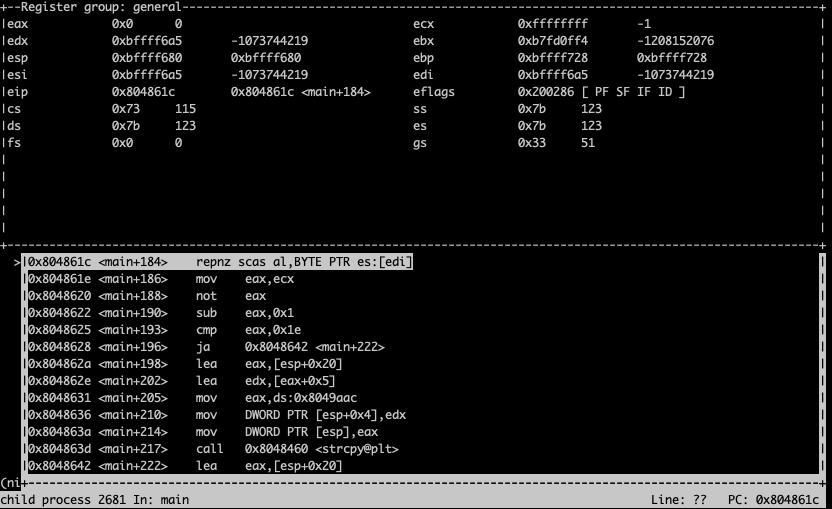 +--Register group: general--------------------------------------------------------------------------------------------+
|eax            0x0      0                                 ecx            0xffffffff       -1                         |
|edx            0xbffff6a5       -1073744219               ebx            0xb7fd0ff4       -1208152076                |
|esp            0xbffff680       0xbffff680                ebp            0xbffff728       0xbffff728                 |
|esi            0xbffff6a5       -1073744219               edi            0xbffff6a5       -1073744219                |
|eip            0x804861c        0x804861c <main+184>      eflags         0x200286 [ PF SF IF ID ]                    |
|cs             0x73     115                               ss             0x7b     123                                |
|ds             0x7b     123                               es             0x7b     123                                |
|fs             0x0      0                                 gs             0x33     51                                 |
|                                                                                                                     |
|                                                                                                                     |
|                                                                                                                     |
|                                                                                                                     |
|                                                                                                                     |
+---------------------------------------------------------------------------------------------------------------------+
  >|0x804861c <main+184>    repnz scas al,BYTE PTR es:[edi]
   |0x804861e <main+186>    mov    eax,ecx                                                                            |
   |0x8048620 <main+188>    not    eax                                                                                |
   |0x8048622 <main+190>    sub    eax,0x1                                                                            |
   |0x8048625 <main+193>    cmp    eax,0x1e                                                                           |
   |0x8048628 <main+196>    ja     0x8048642 <main+222>                                                               |
   |0x804862a <main+198>    lea    eax,[esp+0x20]                                                                     |
   |0x804862e <main+202>    lea    edx,[eax+0x5]                                                                      |
   |0x8048631 <main+205>    mov    eax,ds:0x8049aac                                                                   |
   |0x8048636 <main+210>    mov    DWORD PTR [esp+0x4],edx                                                            |
   |0x804863a <main+214>    mov    DWORD PTR [esp],eax                                                                |
   |0x804863d <main+217>    call   0x8048460 <strcpy@plt>                                                             |
   |0x8048642 <main+222>    lea    eax,[esp+0x20]                                                                     |
(ni+------------------------------------------------------------------------------------------------------------------+
child process 2681 In: main                                                                  Line: ??   PC: 0x804861c